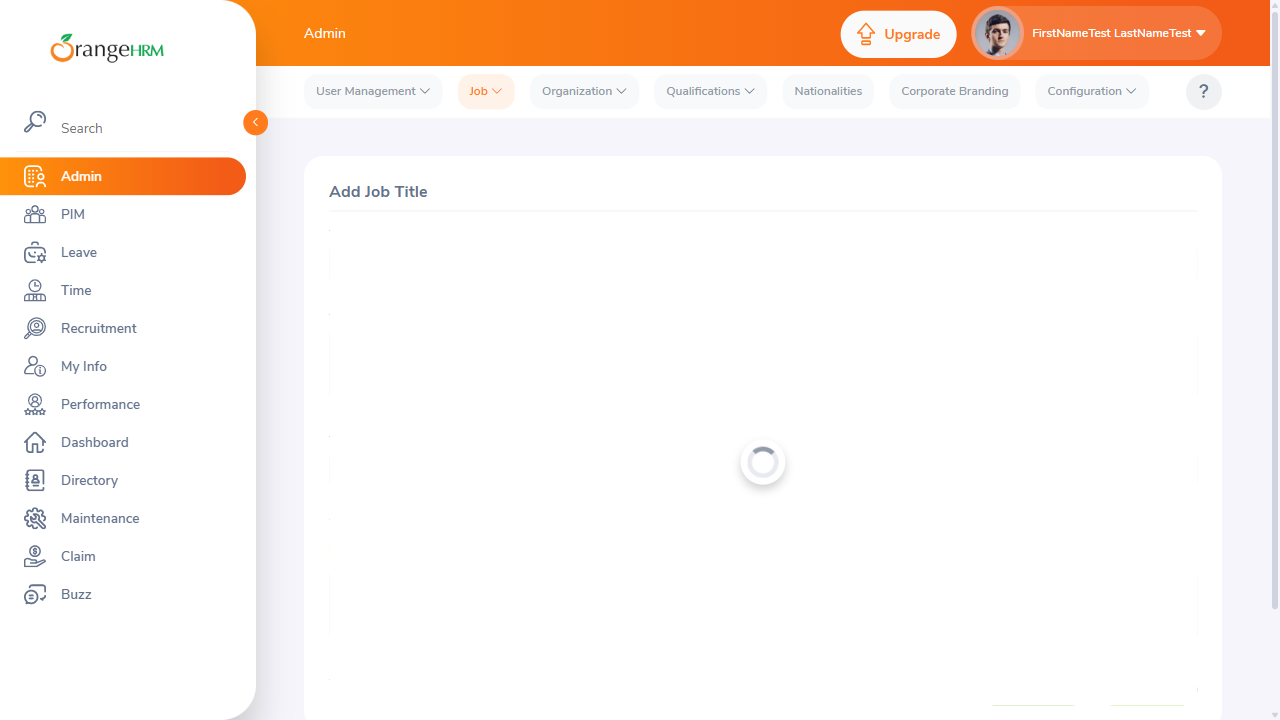 OrangeHRM
Search
Admin
PIM
Leave
Time
Recruitment
My Info
Performance
Dashboard
Directory
Maintenance
Claim
Buzz
Admin
Upgrade
FirstNameTest LastNameTest
User Management
Job
Organization
Qualifications
Nationalities
Corporate Branding
Configuration
?
Add Job Title